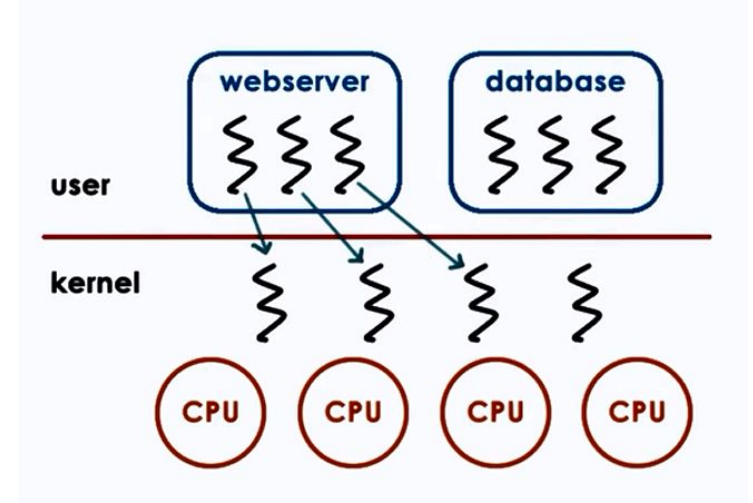 webserver
database
user
kernel
CPU
CPU
CPU
CPU